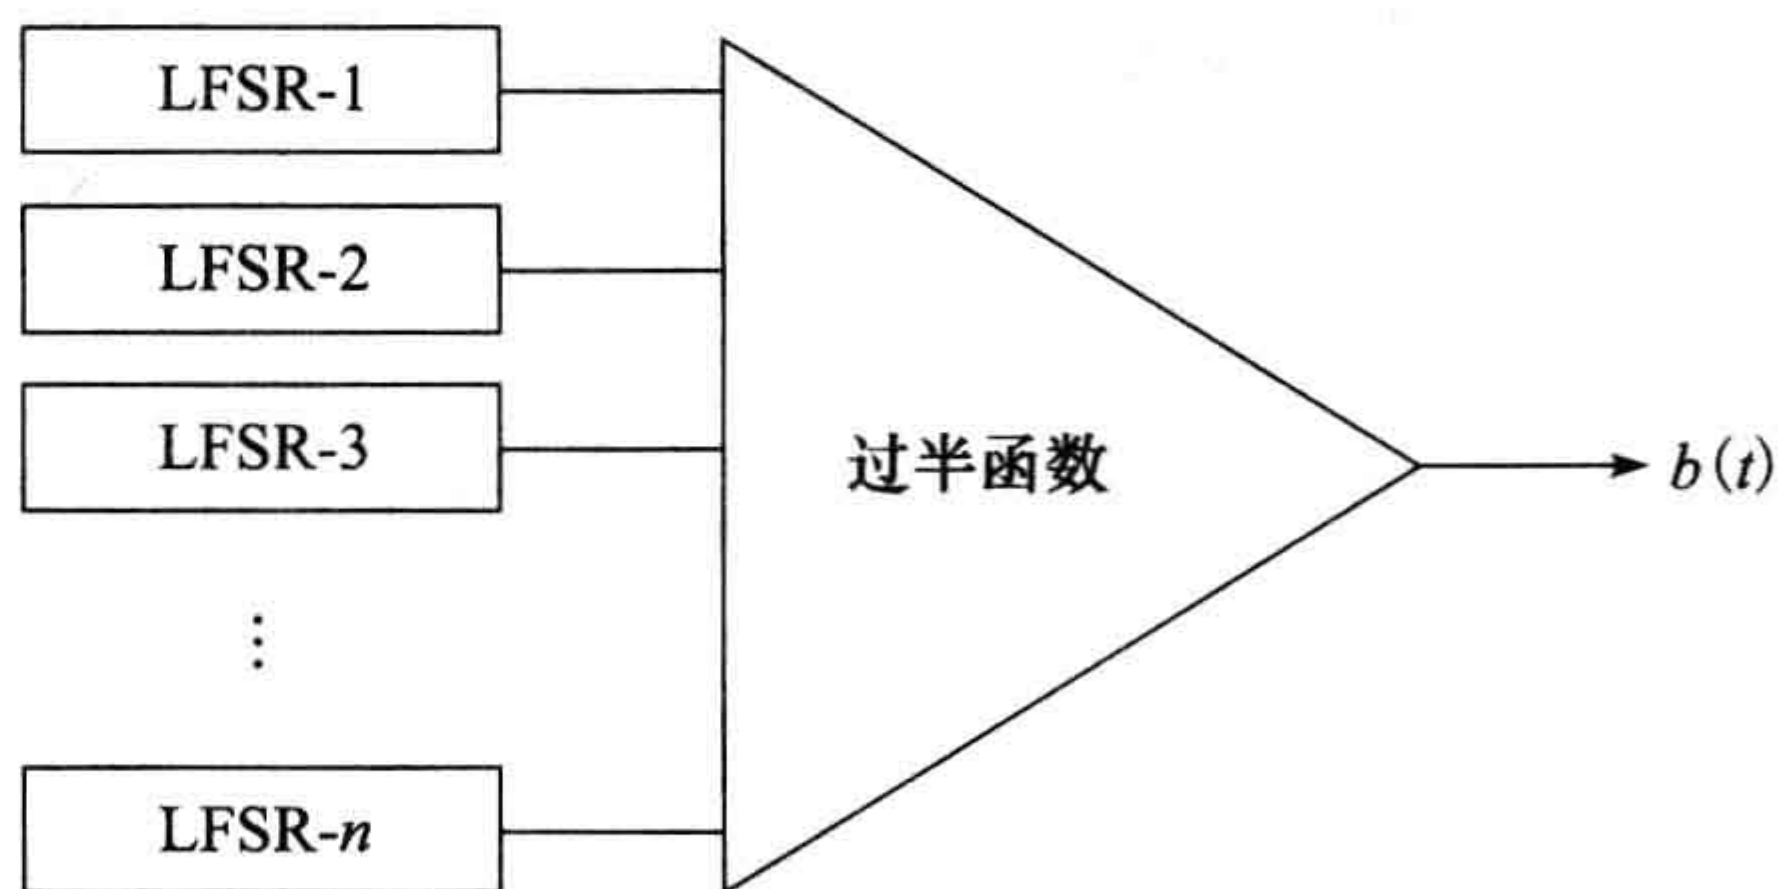 LFSR-1
LFSR-2
LFSR-3
⋮
LFSR-n
过半函数
b(t)